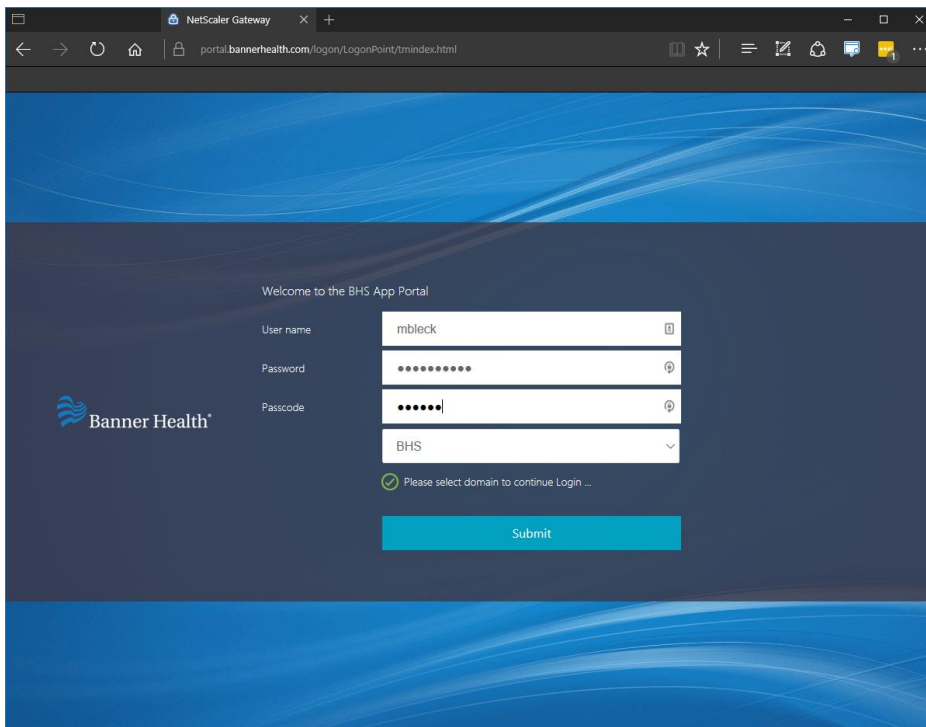 NetScaler Gateway
portal.bannerhealth.com/logon/LogonPoint/tmindex.html
1
Welcome to the BHS App Portal
User name mbleck
Password ●●●●●●●●●●
Passcode ●●●●●●
Banner Health®
BHS
Please select domain to continue Login ...
Submit